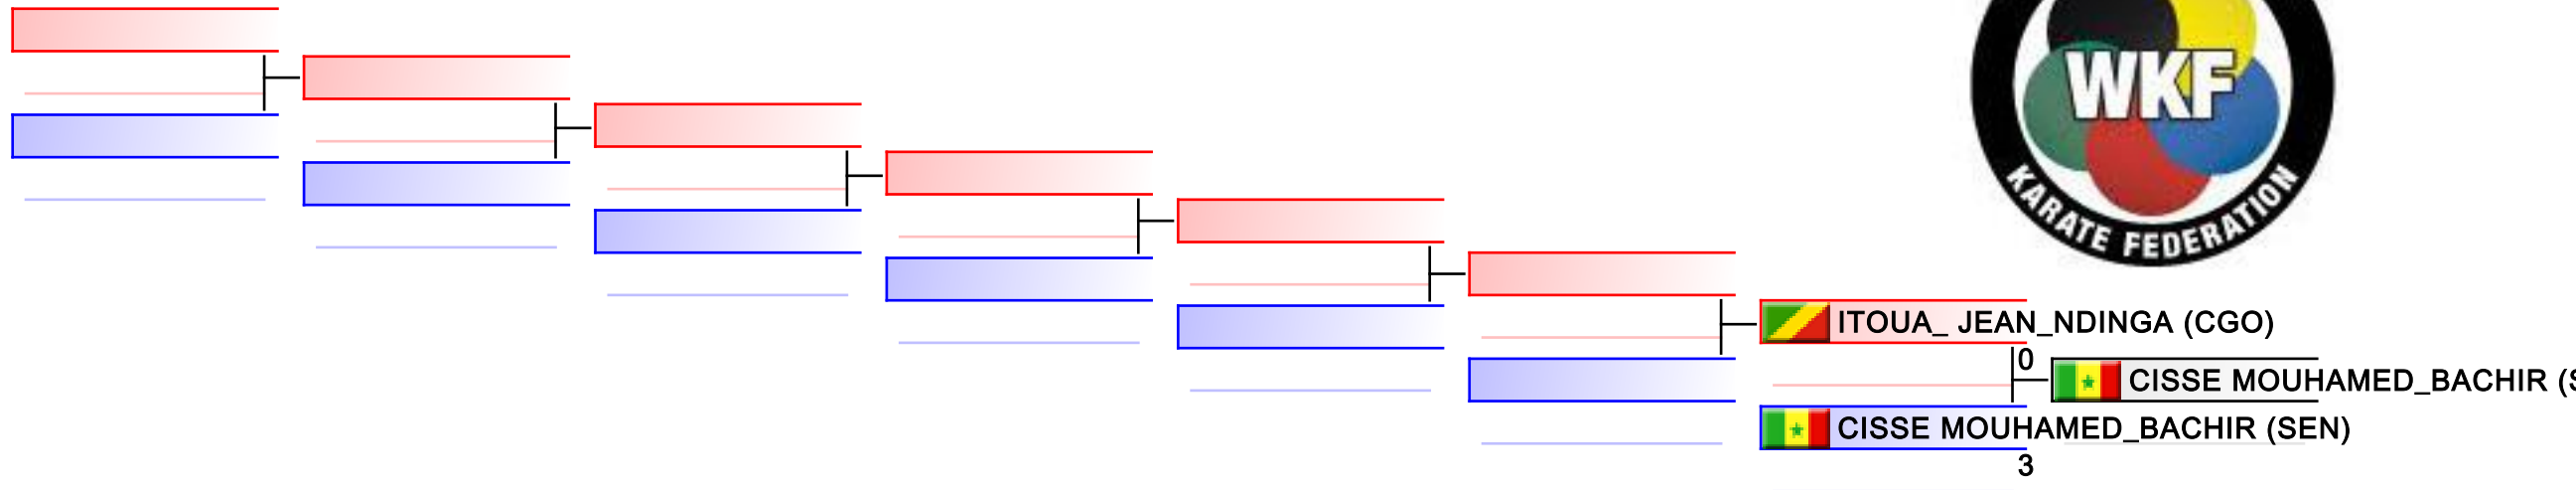 WKF
KARATE FEDERATION
ITOUA_ JEAN_NDINGA (CGO)
0
CISSE MOUHAMED_BACHIR (S
CISSE MOUHAMED_BACHIR (SEN)
3